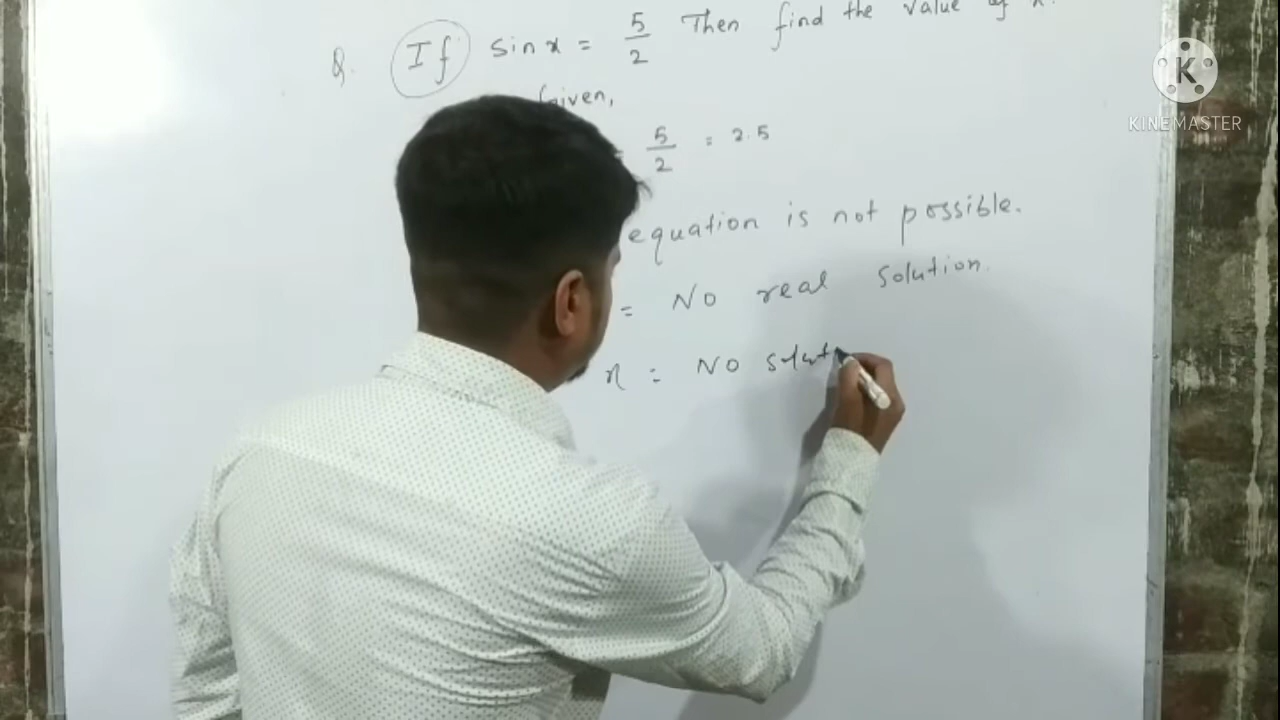 Q. If sin x = 5/2 Then find the value of x.
Given,
= 5/2 = 2.5
equation is not possible.
= No real solution.
x = No solut
K
KINEMASTER